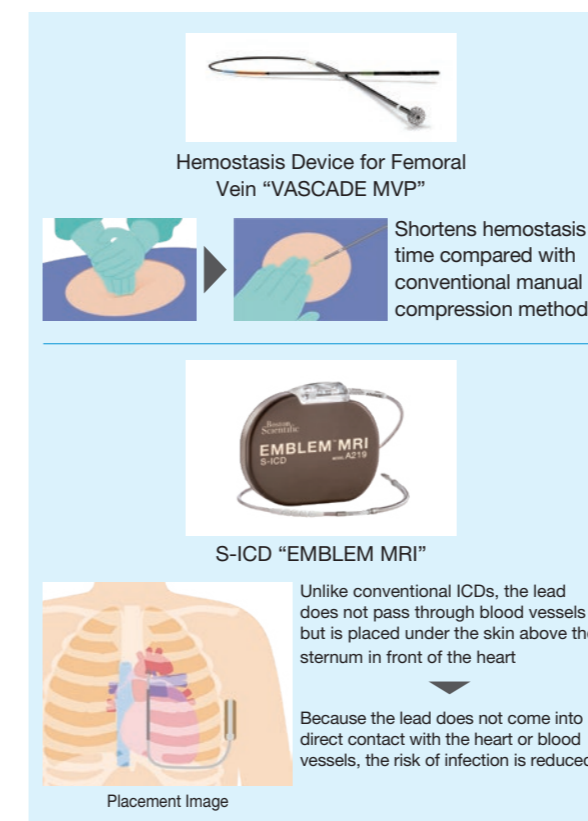 Hemostasis Device for Femoral
Vein “VASCADE MVP”
Shortens hemostasis
time compared with
conventional manual
compression method
Boston
Scientific
EMBLEM™ MRI
S-ICD MODEL A219
S-ICD “EMBLEM MRI”
Unlike conventional ICDs, the lead
does not pass through blood vessels
but is placed under the skin above the
sternum in front of the heart
Because the lead does not come into
direct contact with the heart or blood
vessels, the risk of infection is reduced
Placement Image